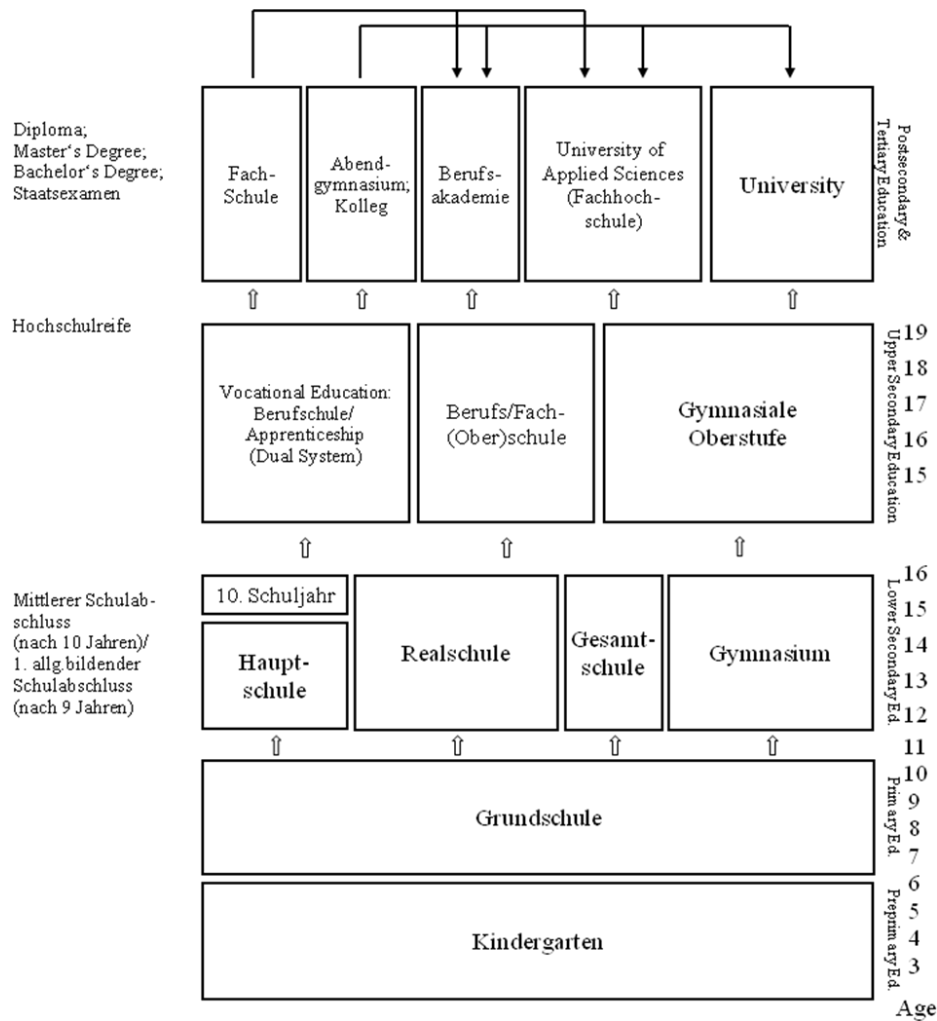 Diploma;
Master's Degree;
Bachelor's Degree;
Staatsexamen
Fach-
Schule
Abend-
gymnasium;
Kolleg
Berufs-
akademie
University of
Applied Sciences
(Fachhoch-
schule)
University
Postsecondary &
Tertiary Education
Hochschulreife
Vocational Education:
Berufschule/
Apprenticeship
(Dual System)
Berufs/Fach-
(Ober)schule
Gymnasiale
Oberstufe
Upper Secondary Education
19
18
17
16
15
Mittlerer Schulab-
schluss
(nach 10 Jahren)/
1. allg.bildender
Schulabschluss
(nach 9 Jahren)
10. Schuljahr
Haupt-
schule
Realschule
Gesamt-
schule
Gymnasium
Lower Secondary Ed.
16
15
14
13
12
11
10
Grundschule
Primary Ed.
9
8
7
6
Kindergarten
Preprimary Ed.
5
4
3
Age